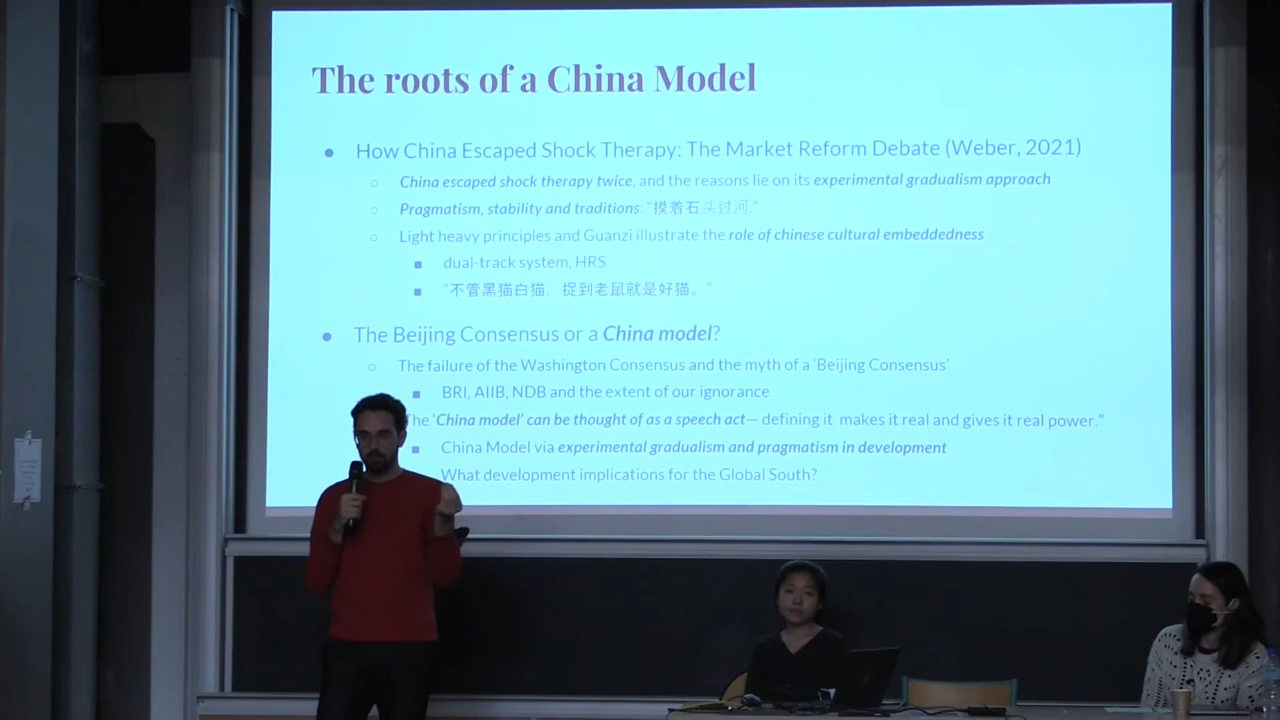 The roots of a China Model
● How China Escaped Shock Therapy: The Market Reform Debate (Weber, 2021)
○ China escaped shock therapy twice, and the reasons lie on its experimental gradualism approach
○ Pragmatism, stability and traditions: “摸着石头过河.”
○ Light heavy principles and Guanzi illustrate the role of chinese cultural embeddedness
■ dual-track system, HRS
■ “不管黑猫白猫，捉到老鼠就是好猫。”
● The Beijing Consensus or a China model?
○ The failure of the Washington Consensus and the myth of a ‘Beijing Consensus’
■ BRI, AIIB, NDB and the extent of our ignorance
he ‘China model’ can be thought of as a speech act— defining it makes it real and gives it real power.”
■ China Model via experimental gradualism and pragmatism in development
What development implications for the Global South?